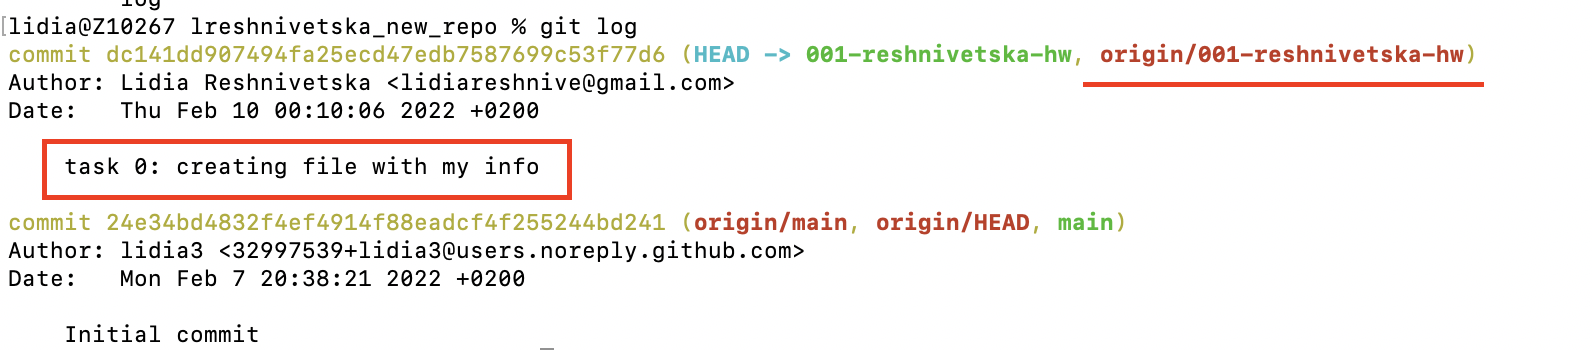 log
[lidia@Z10267 lreshnivetska_new_repo % git log
commit dc141dd907494fa25ecd47edb7587699c53f77d6 (HEAD -> 001-reshnivetska-hw, origin/001-reshnivetska-hw)
Author: Lidia Reshnivetska <lidiareshnive@gmail.com>
Date:   Thu Feb 10 00:10:06 2022 +0200
task 0: creating file with my info
commit 24e34bd4832f4ef4914f88eadcf4f255244bd241 (origin/main, origin/HEAD, main)
Author: lidia3 <32997539+lidia3@users.noreply.github.com>
Date:   Mon Feb 7 20:38:21 2022 +0200
Initial commit